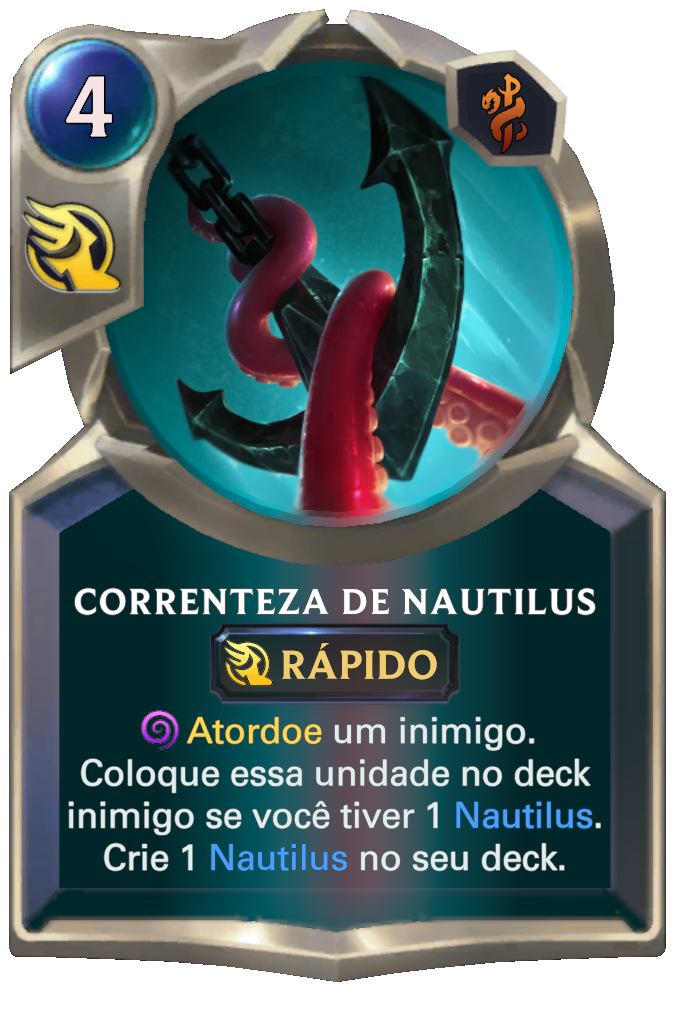 4
CORRENTEZA DE NAUTILUS
RÁPIDO
Atordoe um inimigo.
Coloque essa unidade no deck
inimigo se você tiver 1 Nautilus.
Crie 1 Nautilus no seu deck.